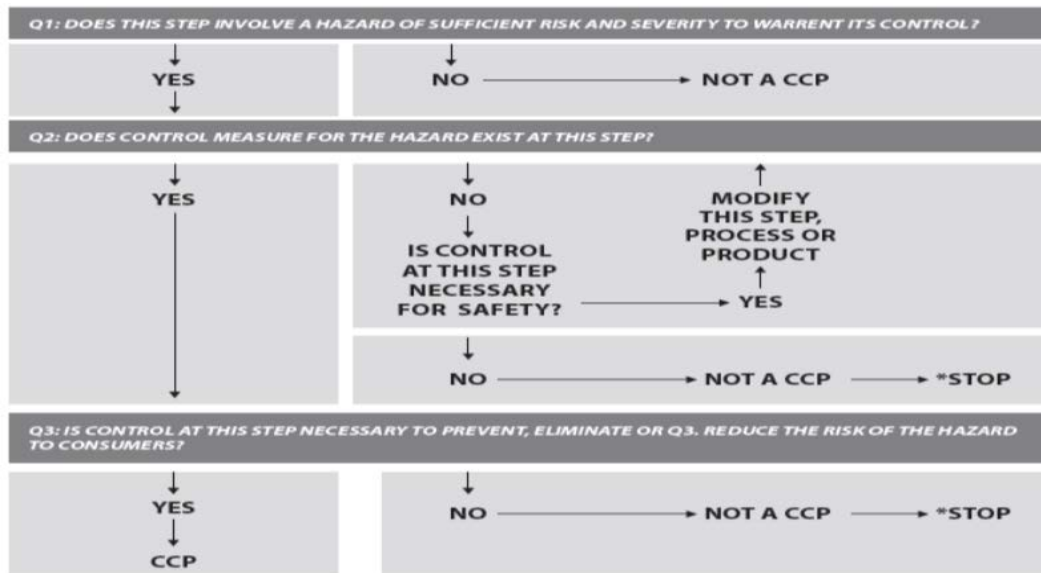 Q1: DOES THIS STEP INVOLVE A HAZARD OF SUFFICIENT RISK AND SEVERITY TO WARRENT ITS CONTROL?
YES
NO
NOT A CCP
Q2: DOES CONTROL MEASURE FOR THE HAZARD EXIST AT THIS STEP?
YES
NO
IS CONTROL
AT THIS STEP
NECESSARY
FOR SAFETY?
YES
MODIFY
THIS STEP,
PROCESS OR
PRODUCT
NO
NOT A CCP
*STOP
Q3: IS CONTROL AT THIS STEP NECESSARY TO PREVENT, ELIMINATE OR Q3. REDUCE THE RISK OF THE HAZARD
TO CONSUMERS?
YES
CCP
NO
NOT A CCP
*STOP